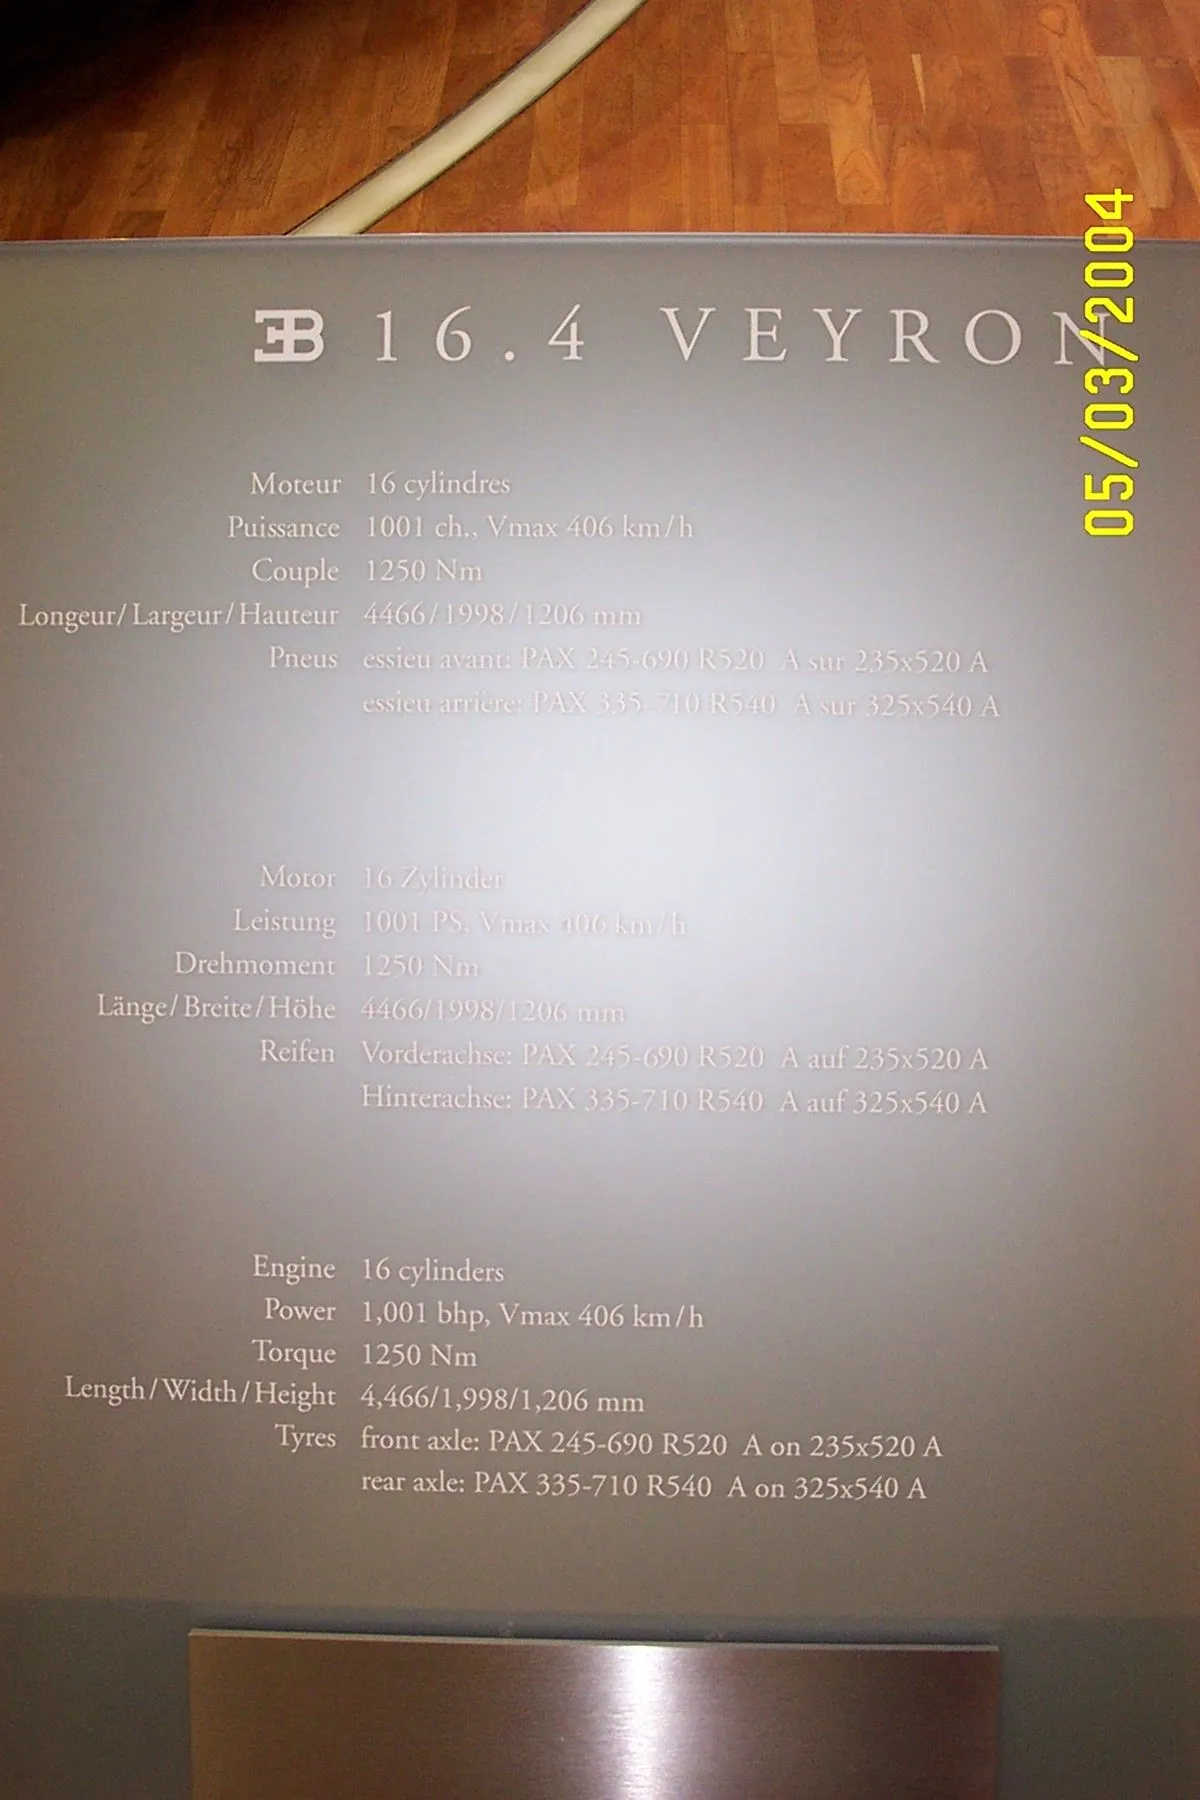 EB 16.4 VEYRON
05/03/2004
Moteur 16 cylindres
Puissance 1001 ch., Vmax 406 km/h
Couple 1250 Nm
Longeur/Largeur/Hauteur 4466/1998/1206 mm
Pneus essieu avant: PAX 245-690 R520 A sur 235x520 A
essieu arrière: PAX 335-710 R540 A sur 325x540 A
Motor 16 Zylinder
Leistung 1001 PS, Vmax 406 km/h
Drehmoment 1250 Nm
Länge/Breite/Höhe 4466/1998/1206 mm
Reifen Vorderachse: PAX 245-690 R520 A auf 235x520 A
Hinterachse: PAX 335-710 R540 A auf 325x540 A
Engine 16 cylinders
Power 1,001 bhp, Vmax 406 km/h
Torque 1250 Nm
Length/Width/Height 4,466/1,998/1,206 mm
Tyres front axle: PAX 245-690 R520 A on 235x520 A
rear axle: PAX 335-710 R540 A on 325x540 A